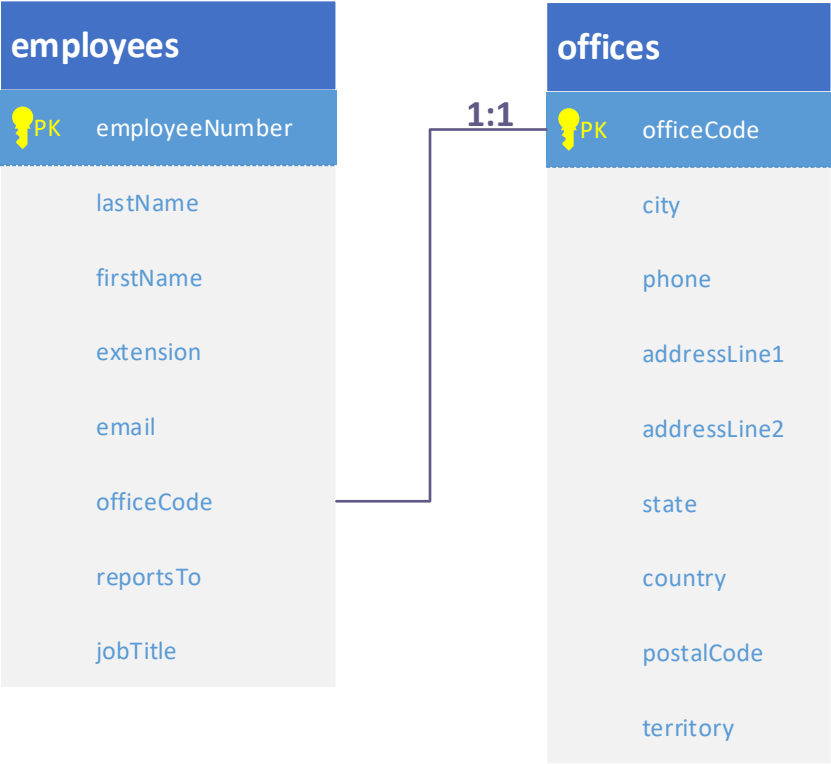 employees
PK employeeNumber
lastName
firstName
extension
email
officeCode
reportsTo
jobTitle
1:1
offices
PK officeCode
city
phone
addressLine1
addressLine2
state
country
postalCode
territory